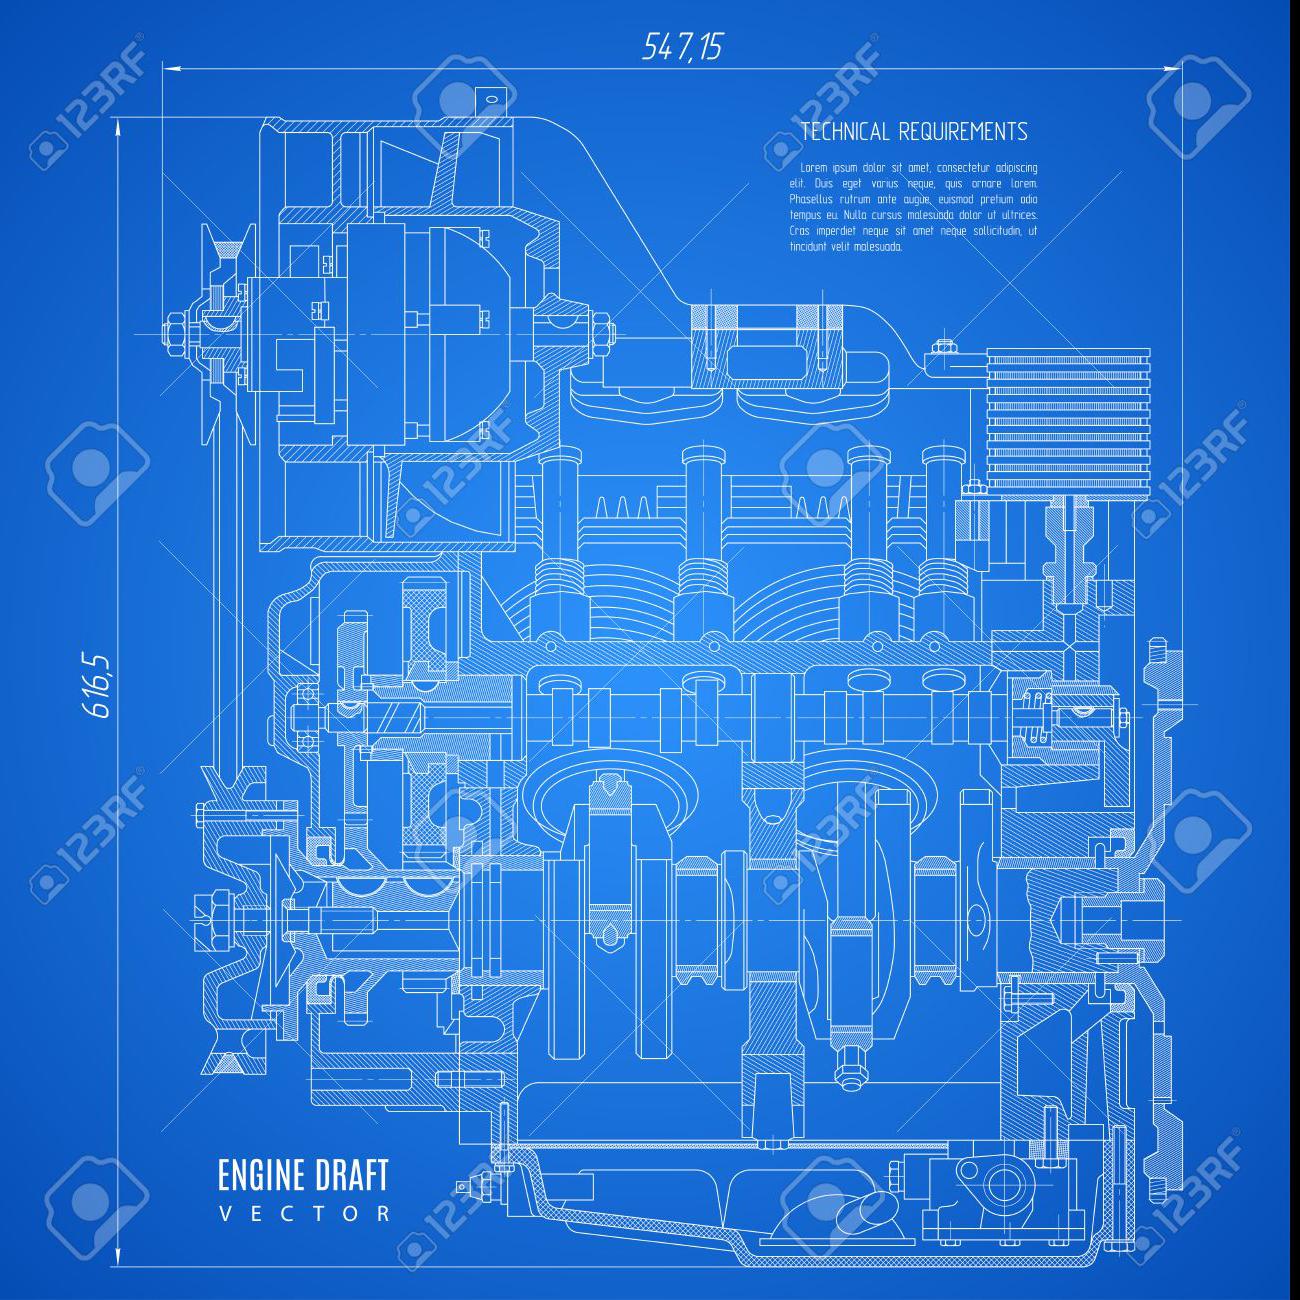 547,15
TECHNICAL REQUIREMENTS
Lorem ipsum dolor sit amet, consectetur adipiscing
elit. Duis eget varius neque, quis ornare lorem.
Phasellus rutrum ante augue, euismod pretium odio
tempus eu. Nulla cursus malesuada dolor ut ultrices.
Cras imperdiet neque sit amet neque sollicitudin, ut
tincidunt velit malesuada.
616,5
ENGINE DRAFT
VECTOR
123RF
123RF
123RF
123RF
123RF
123RF
123RF
123RF
123RF